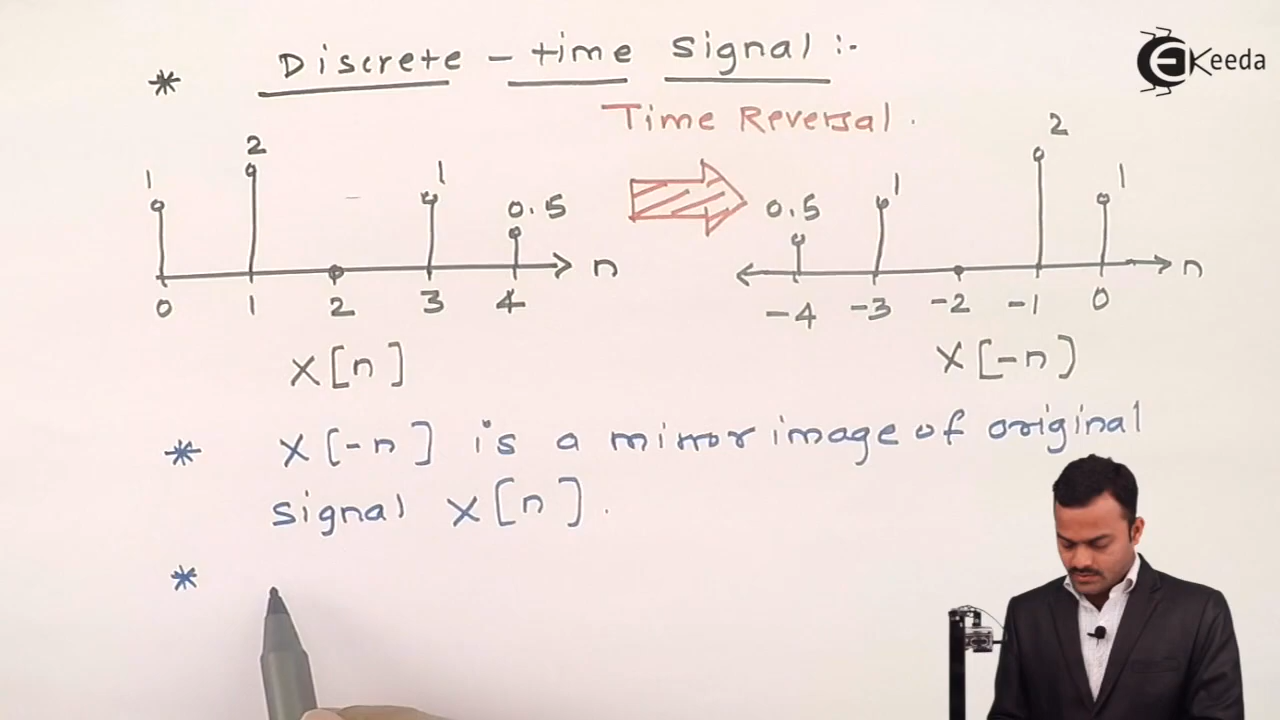 * Discrete - time signal :-
EKeeda
Time Reversal.
1 2 1 0.5 n
0 1 2 3 4
x[n]
0.5 1 2 1 n
-4 -3 -2 -1 0
x[-n]
* x[-n] is a mirror image of original
signal x[n].
*